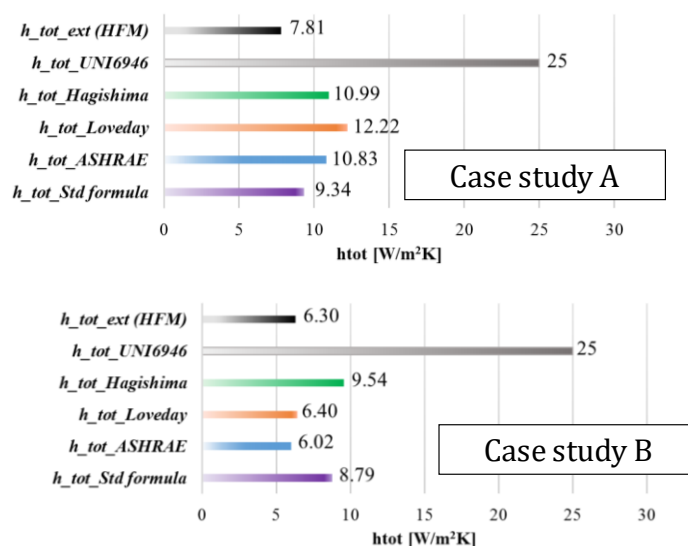 h_tot_ext (HFM) 7.81
h_tot_UNI6946 25
h_tot_Hagishima 10.99
h_tot_Loveday 12.22
h_tot_ASHRAE 10.83
h_tot_Std formula 9.34
Case study A
0 5 10 15 20 25 30
htot [W/m²K]
h_tot_ext (HFM) 6.30
h_tot_UNI6946 25
h_tot_Hagishima 9.54
h_tot_Loveday 6.40
h_tot_ASHRAE 6.02
h_tot_Std formula 8.79
Case study B
0 5 10 15 20 25 30
htot [W/m²K]